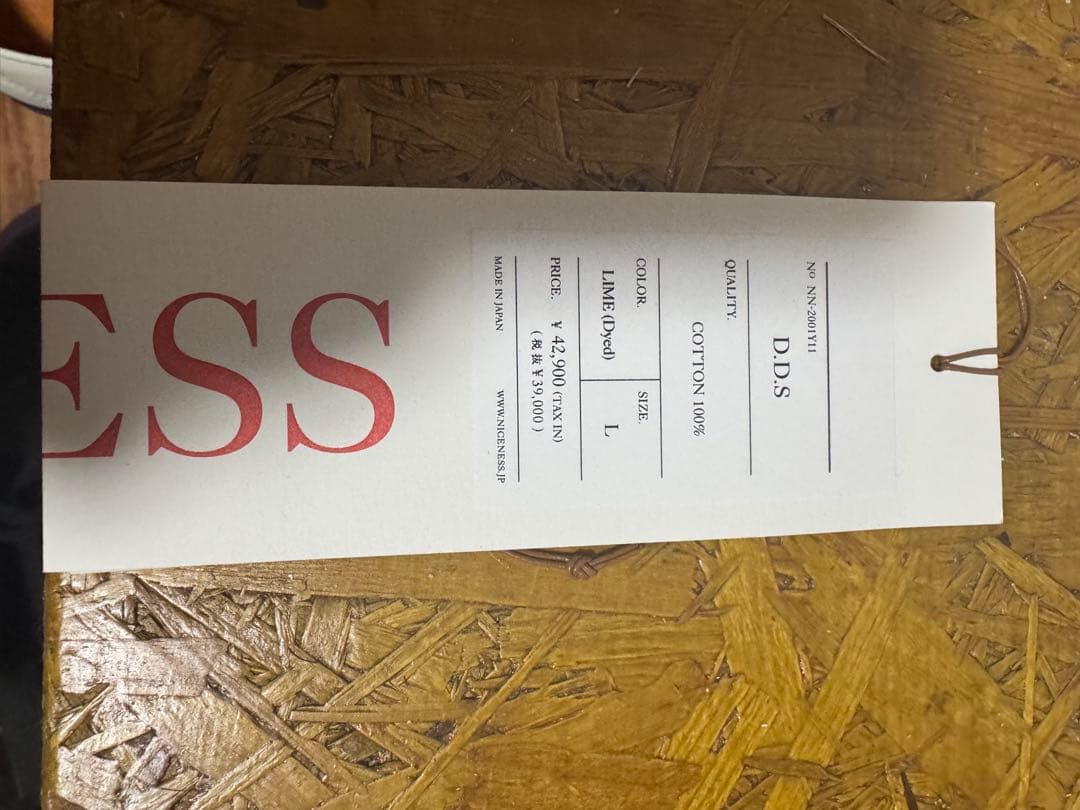 No NN-2001Y11
D.D.S
QUALITY.
COTTON 100%
COLOR.
SIZE.
LIME (Dyed)
L
PRICE. ¥ 42,900 (TAX IN)
( 税 抜 ¥ 39,000 )
MADE IN JAPAN WWW.NICENESS.JP
ESS